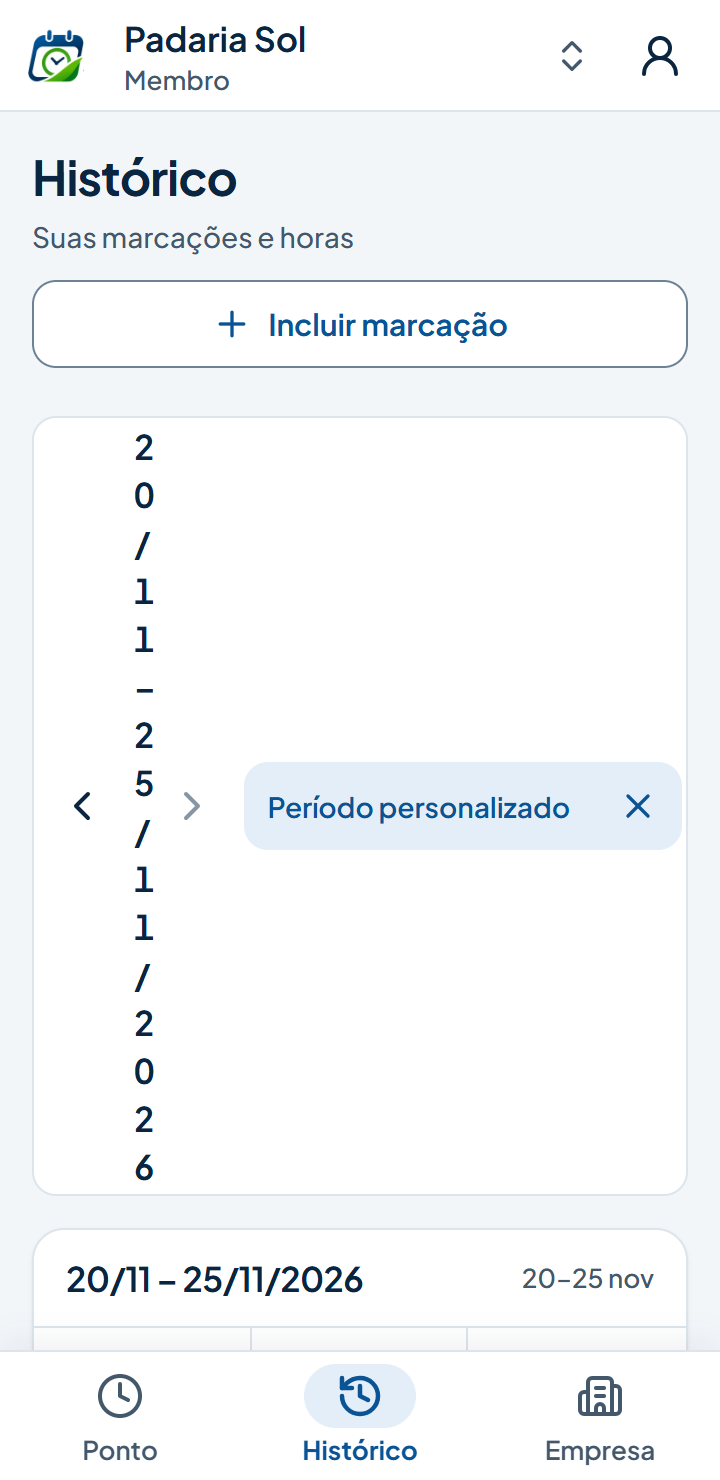 Padaria Sol
Membro
Histórico
Suas marcações e horas
Incluir marcação
2
0
/
1
1
–
2
5
/
1
1
/
2
0
2
6
Período personalizado
20/11 – 25/11/2026
20–25 nov
Ponto
Histórico
Empresa